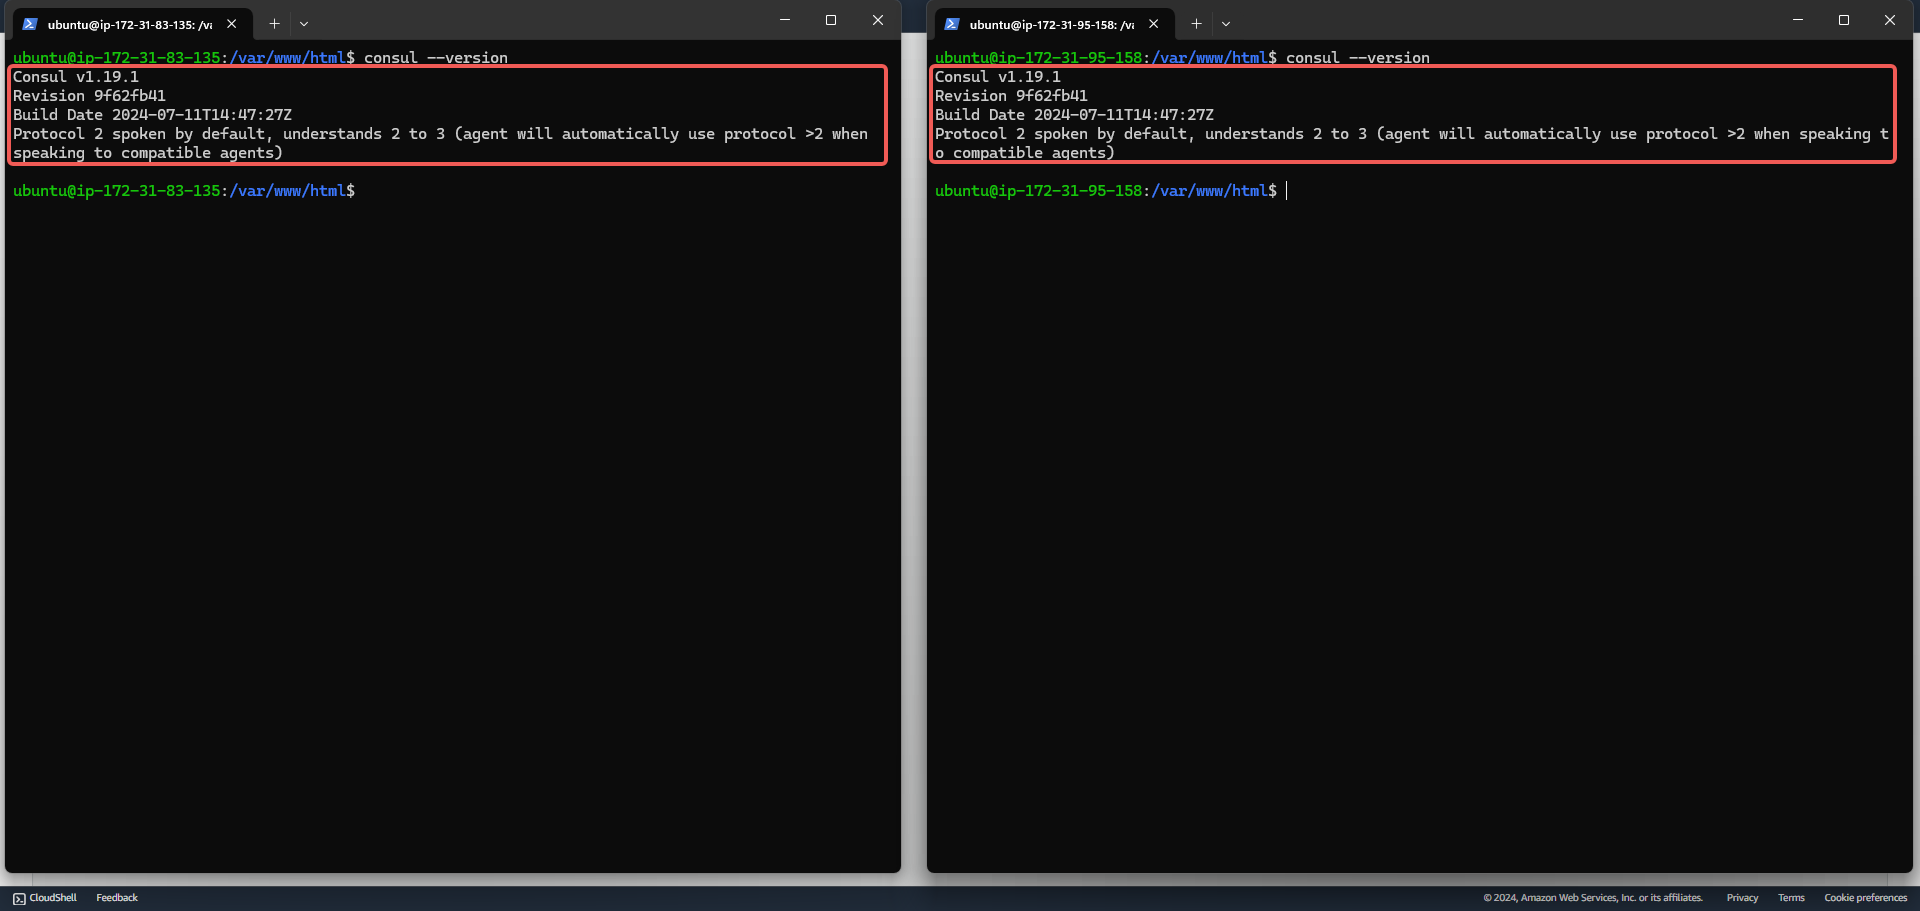 ubuntu@ip-172-31-83-135: /va
ubuntu@ip-172-31-83-135:/var/www/html$ consul --version
Consul v1.19.1
Revision 9f62fb41
Build Date 2024-07-11T14:47:27Z
Protocol 2 spoken by default, understands 2 to 3 (agent will automatically use protocol >2 when
speaking to compatible agents)
ubuntu@ip-172-31-83-135:/var/www/html$
ubuntu@ip-172-31-95-158: /va
ubuntu@ip-172-31-95-158:/var/www/html$ consul --version
Consul v1.19.1
Revision 9f62fb41
Build Date 2024-07-11T14:47:27Z
Protocol 2 spoken by default, understands 2 to 3 (agent will automatically use protocol >2 when speaking t
o compatible agents)
ubuntu@ip-172-31-95-158:/var/www/html$
CloudShell Feedback © 2024, Amazon Web Services, Inc. or its affiliates. Privacy Terms Cookie preferences